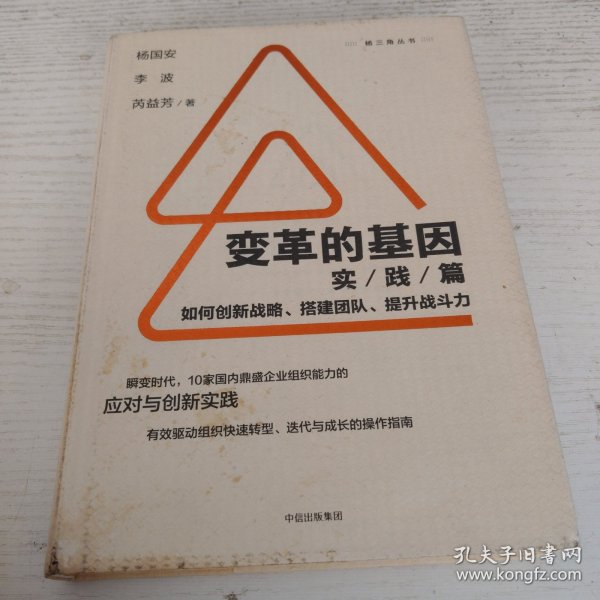 杨国安
李 波
芮益芳/著
杨三角丛书
变革的基因
实/践/篇
如何创新战略、搭建团队、提升战斗力
瞬变时代，10家国内鼎盛企业组织能力的
应对与创新实践
有效驱动组织快速转型、迭代与成长的操作指南
中信出版集团
孔夫子旧书网
www.kongfz.com